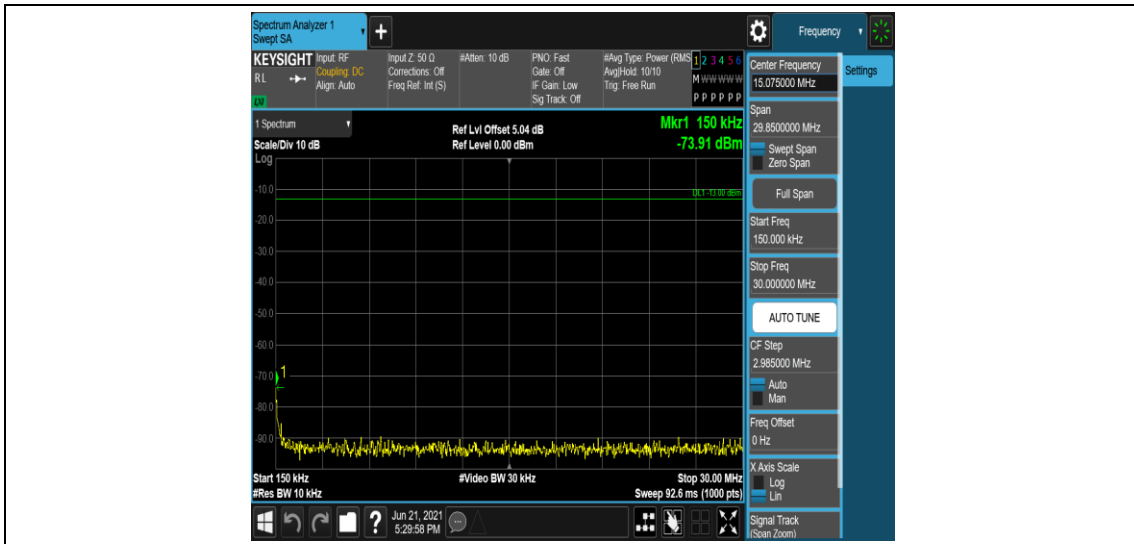 Spectrum Analyzer 1
Swept SA
+
Frequency
KEYSIGHT
RL
LXI
Input: RF
Coupling: DC
Align: Auto
Input Z: 50 Ω
Corrections: Off
Freq Ref: Int (S)
#Atten: 10 dB
PNO: Fast
Gate: Off
IF Gain: Low
Sig Track: Off
#Avg Type: Power (RMS
Avg|Hold: 10/10
Trig: Free Run
1 2 3 4 5 6
M W W W W W
P P P P P P
Center Frequency
15.075000 MHz
Settings
1 Spectrum
Scale/Div 10 dB
Ref Lvl Offset 5.04 dB
Ref Level 0.00 dBm
Mkr1 150 kHz
-73.91 dBm
Log
DL1 -13.00 dBm
-10.0
-20.0
-30.0
-40.0
-50.0
-60.0
-70.0
1
-80.0
-90.0
Start 150 kHz
#Video BW 30 kHz
Stop 30.00 MHz
#Res BW 10 kHz
Sweep 92.6 ms (1000 pts)
Span
29.8500000 MHz
Swept Span
Zero Span
Full Span
Start Freq
150.000 kHz
Stop Freq
30.000000 MHz
AUTO TUNE
CF Step
2.985000 MHz
Auto
Man
Freq Offset
0 Hz
X Axis Scale
Log
Lin
Signal Track
(Span Zoom)
?
Jun 21, 2021
5:29:58 PM